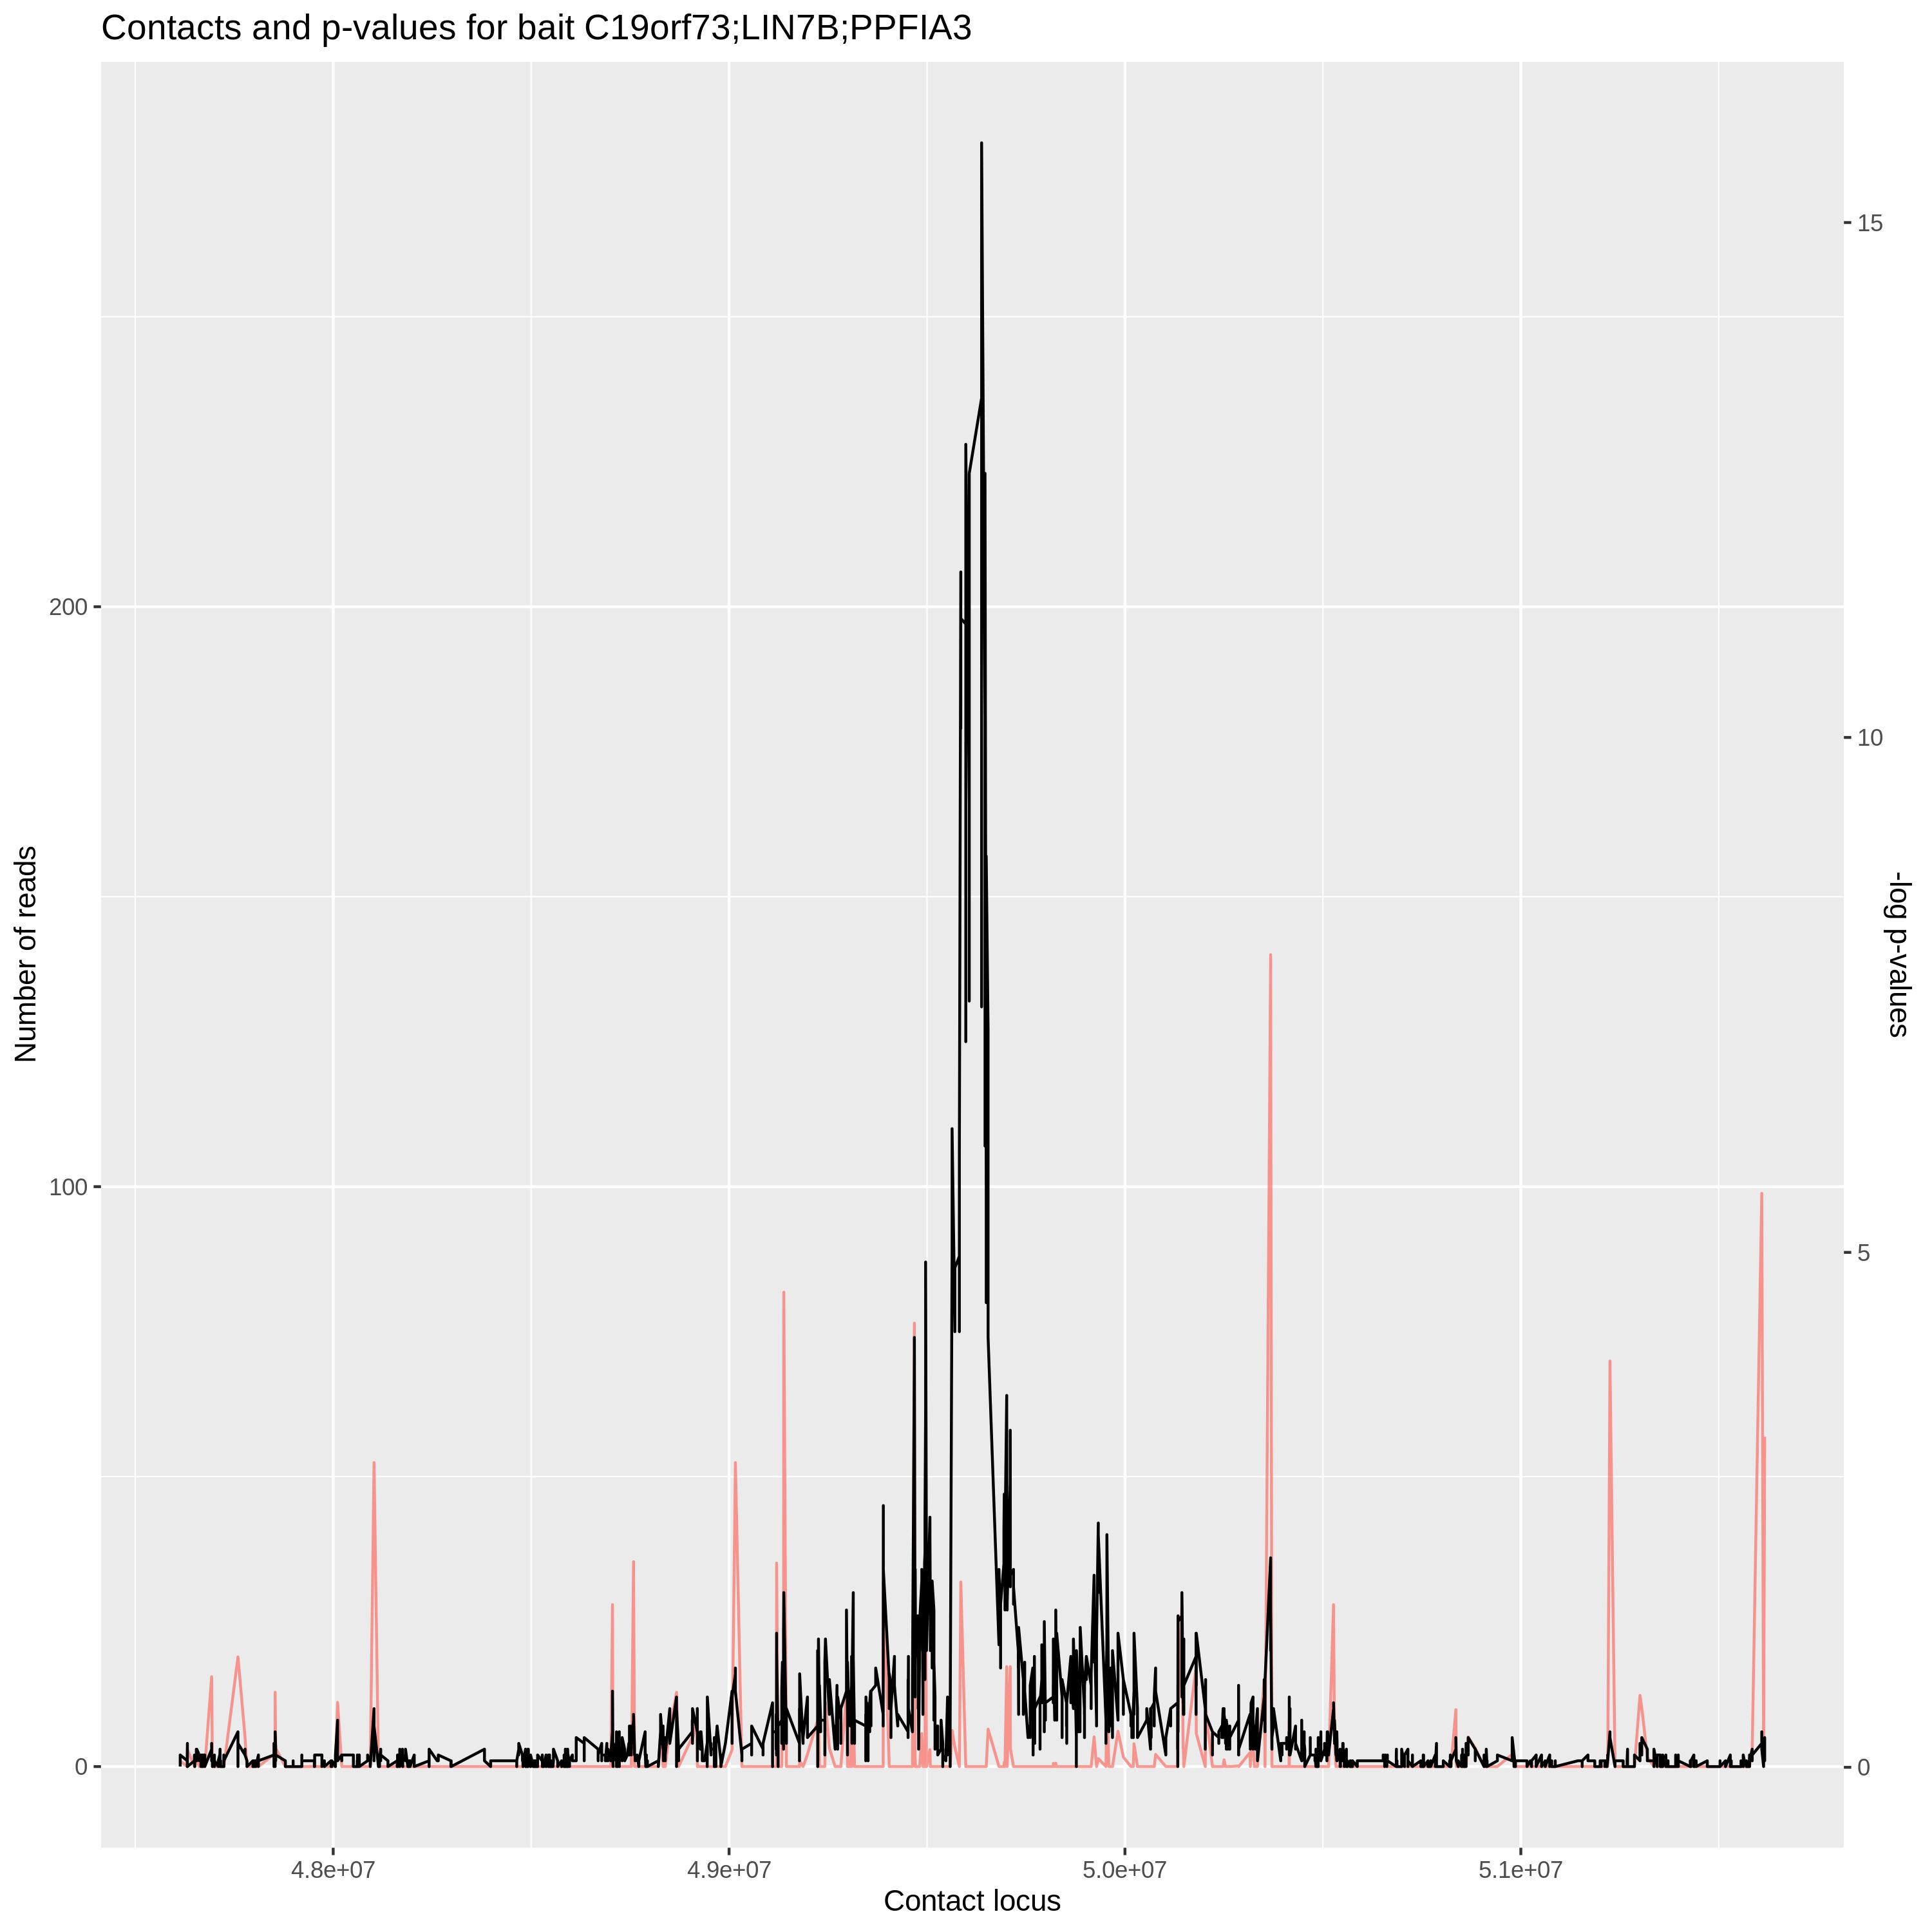 Contacts and p-values for bait C19orf73;LIN7B;PPFIA3
Number of reads
200
100
0
15
10
5
0
-log p-values
4.8e+07
4.9e+07
5.0e+07
5.1e+07
Contact locus